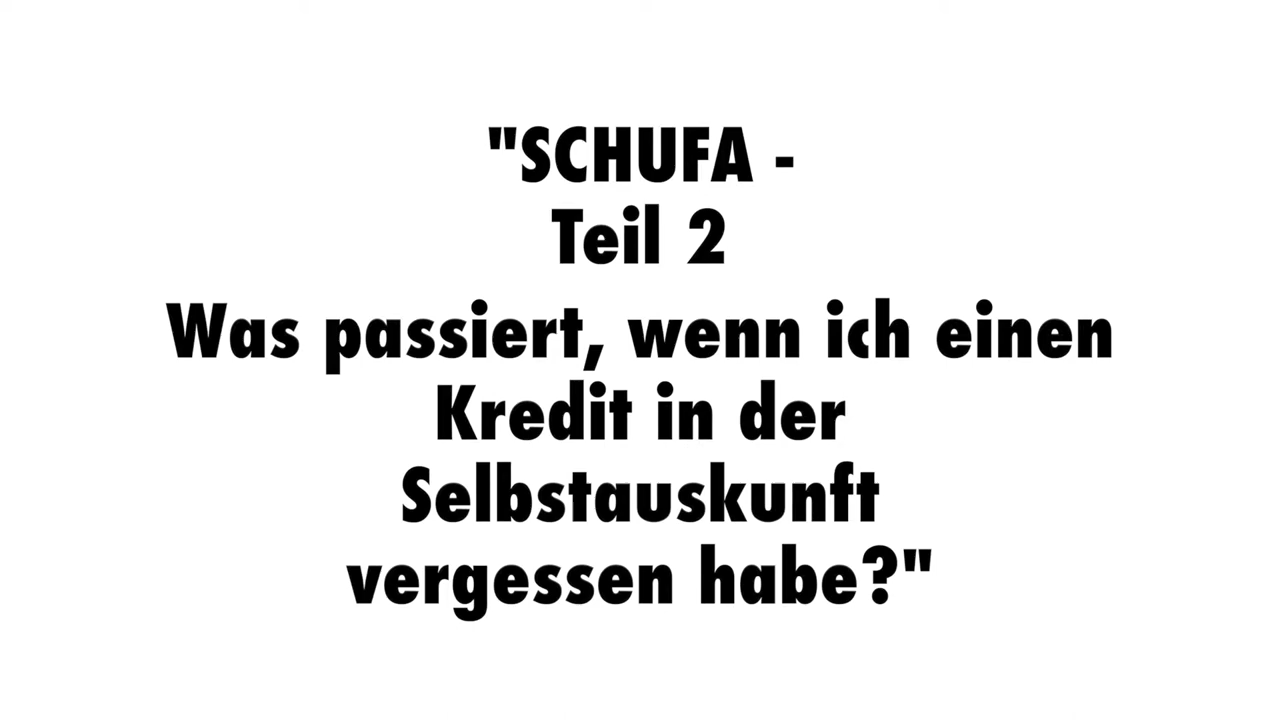 "SCHUFA -
Teil 2
Was passiert, wenn ich einen
Kredit in der
Selbstauskunft
vergessen habe?"